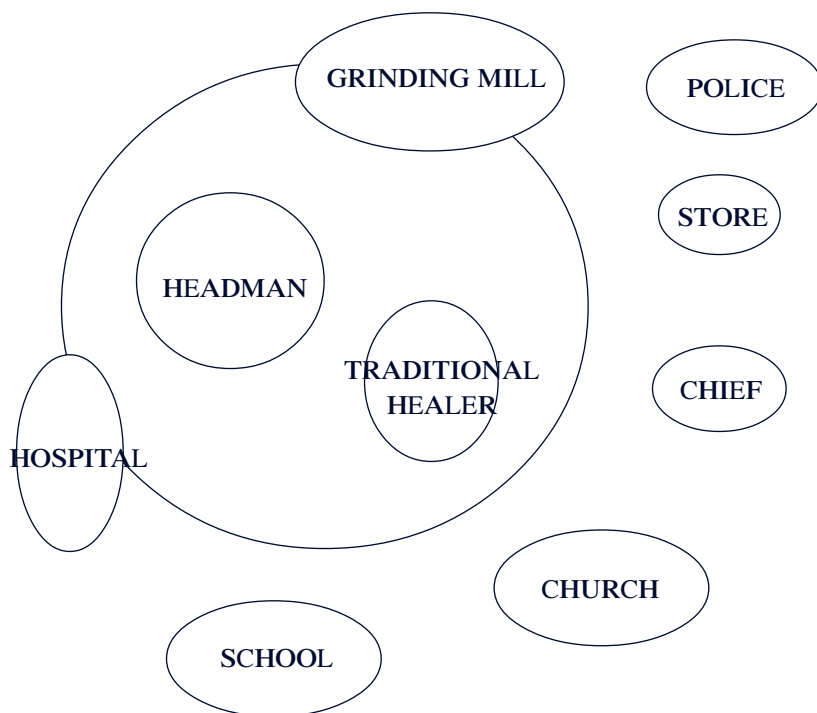 GRINDING MILL
POLICE
STORE
HEADMAN
TRADITIONAL
HEALER
CHIEF
HOSPITAL
CHURCH
SCHOOL